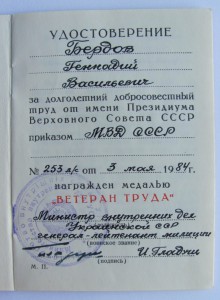 УДОСТОВЕРЕНИЕ
Бердов
Геннадий
Васильевич
за долголетний добросовестный
труд от имени Президиума
Верховного Совета СССР
приказом МВД СССР
№ 253 л/с от 3 мая 1984г.
награжден медалью
"ВЕТЕРАН ТРУДА"
Министр внутренних дел
Украинской ССР
генерал-лейтенант милиции
(воинское звание)
И. Гладуш
(подпись)
М. П.